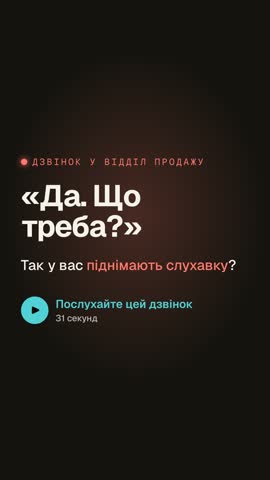 ДЗВІНОК У ВІДДІЛ ПРОДАЖУ
«Да. Що
треба?»
Так у вас піднімають слухавку?
Послухайте цей дзвінок
31 секунд